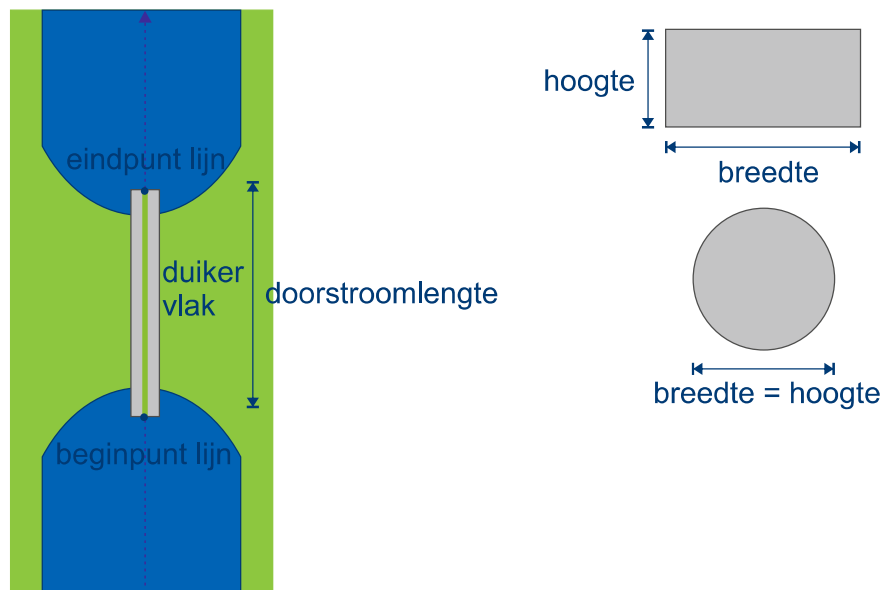 eindpunt lijn
duiker
vlak
doorstroomlengte
beginpunt lijn
hoogte
breedte
breedte = hoogte